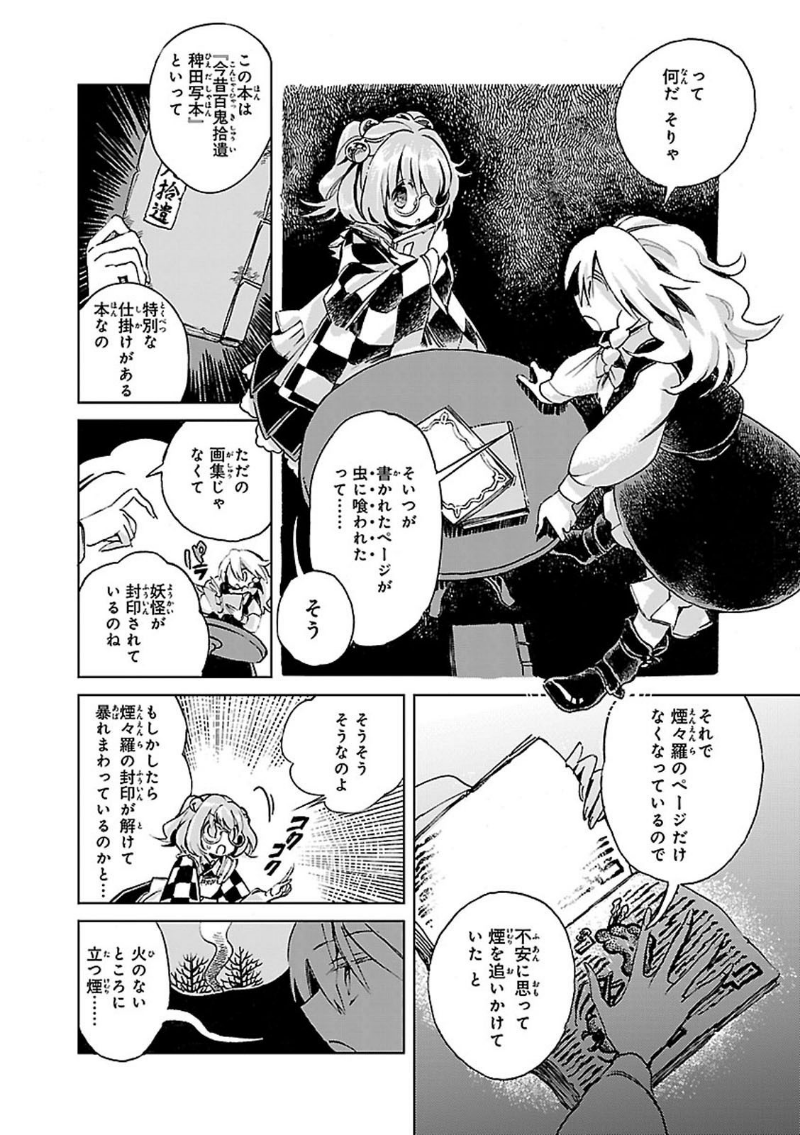 って
何だ そりゃ
そいつが
書かれたページが
虫に喰われた
って……
そう
この本は
『今昔百鬼拾遺
稗田写本』
といって
拾遺
特別な
仕掛けがある
本なの
ただの
画集じゃ
なくて
パッ
妖怪が
封印されて
いるのね
それで
煙々羅のページだけ
なくなっているので
不安に思って
煙を追いかけて
いた と
そうそう
そうなのよ
コクコク
もしかしたら
煙々羅の封印が解けて
暴れまわっているのかと…
火のない
ところに
立つ煙……